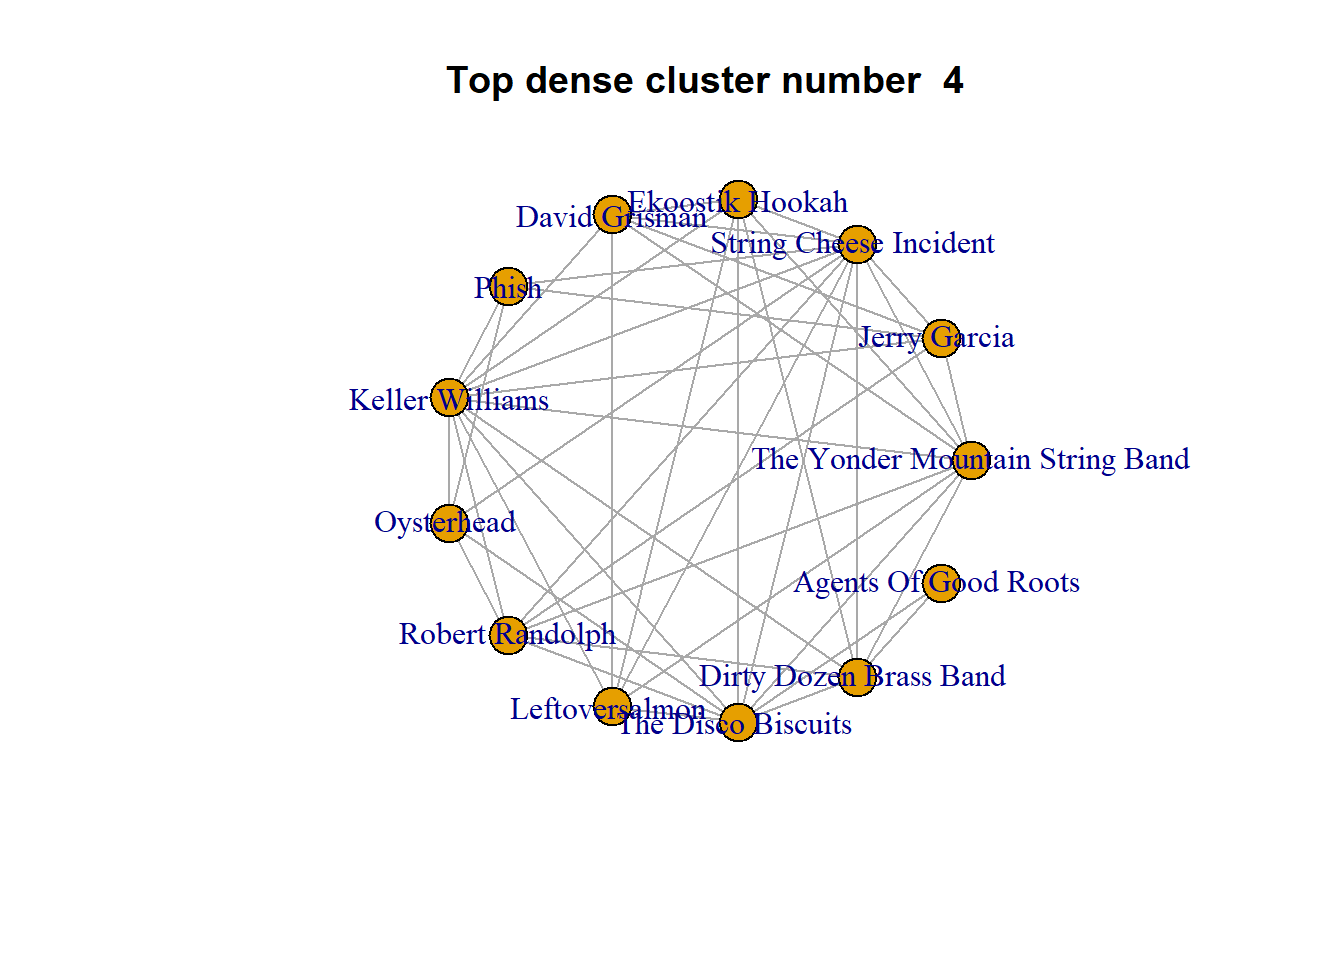 Top dense cluster number  4
Ekoostik Hookah
David Grisman
String Cheese Incident
Phish
Jerry Garcia
Keller Williams
The Yonder Mountain String Band
Oysterhead
Agents Of Good Roots
Robert Randolph
Dirty Dozen Brass Band
Leftoversalmon
The Disco Biscuits